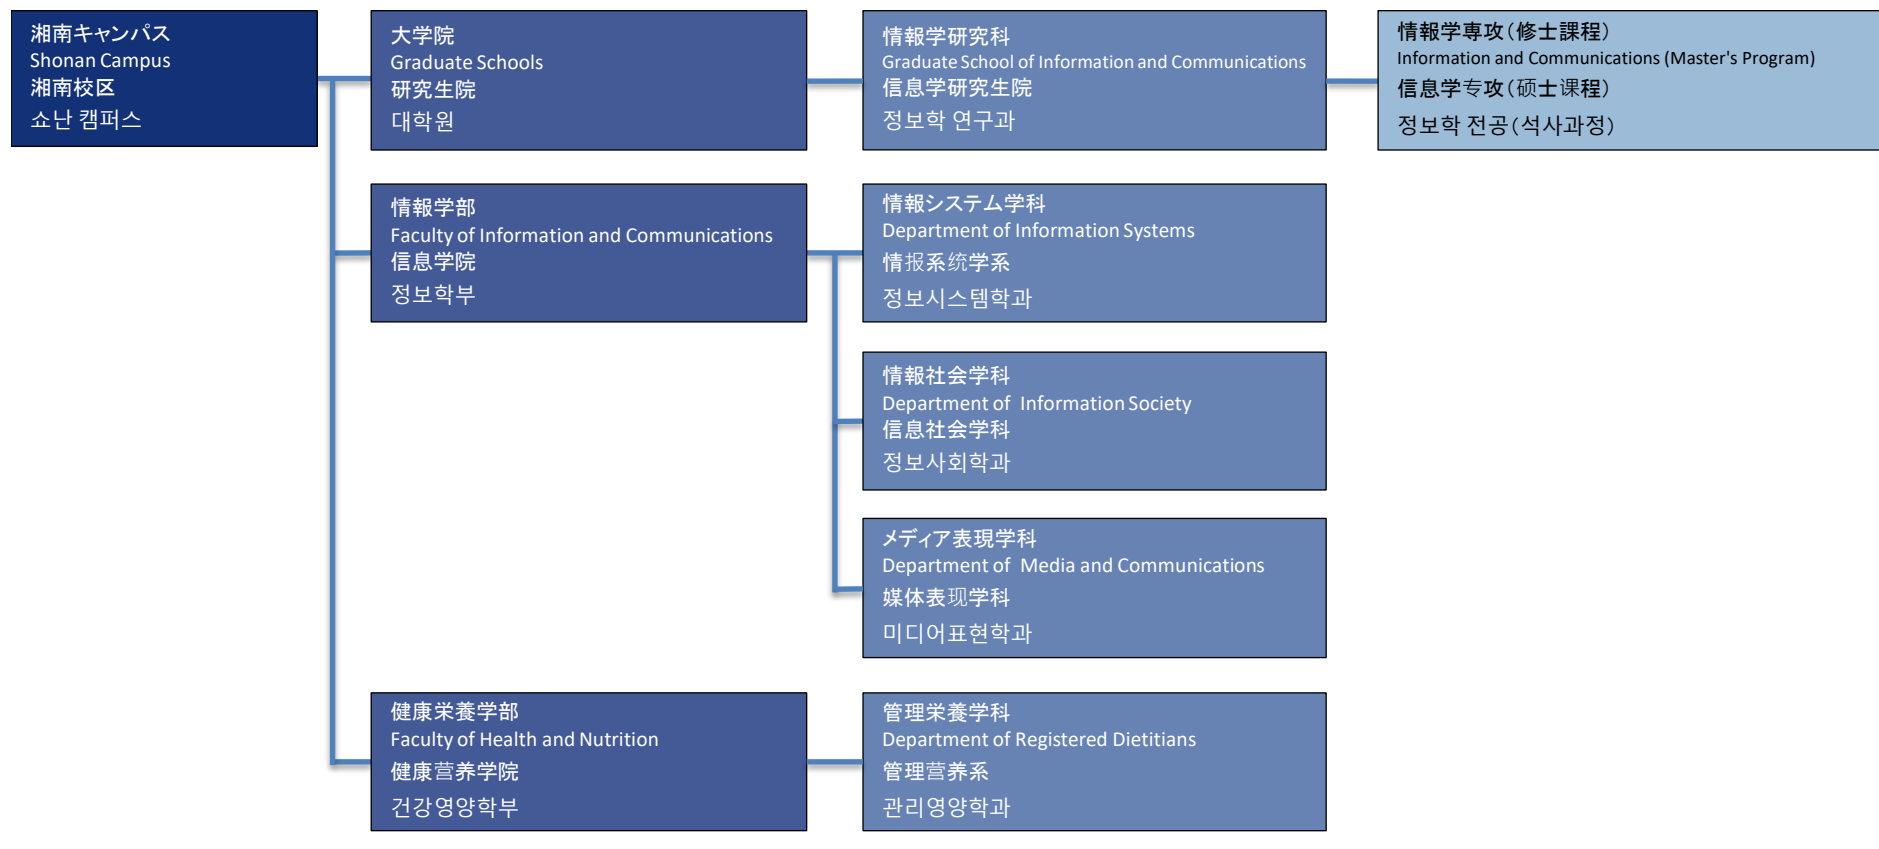 湘南キャンパス
Shonan Campus
湘南校区
쇼난 캠퍼스
大学院
Graduate Schools
研究生院
대학원
情報学研究科
Graduate School of Information and Communications
信息学研究生院
정보학 연구과
情報学専攻（修士課程）
Information and Communications (Master's Program)
信息学专攻（硕士课程）
정보학 전공（석사과정）
情報学部
Faculty of Information and Communications
信息学院
정보학부
情報システム学科
Department of Information Systems
情报系统学系
정보시스템학과
情報社会学科
Department of Information Society
信息社会学科
정보사회학과
メディア表現学科
Department of Media and Communications
媒体表现学科
미디어표현학과
健康栄養学部
Faculty of Health and Nutrition
健康营养学院
건강영양학부
管理栄養学科
Department of Registered Dietitians
管理营养系
관리영양학과